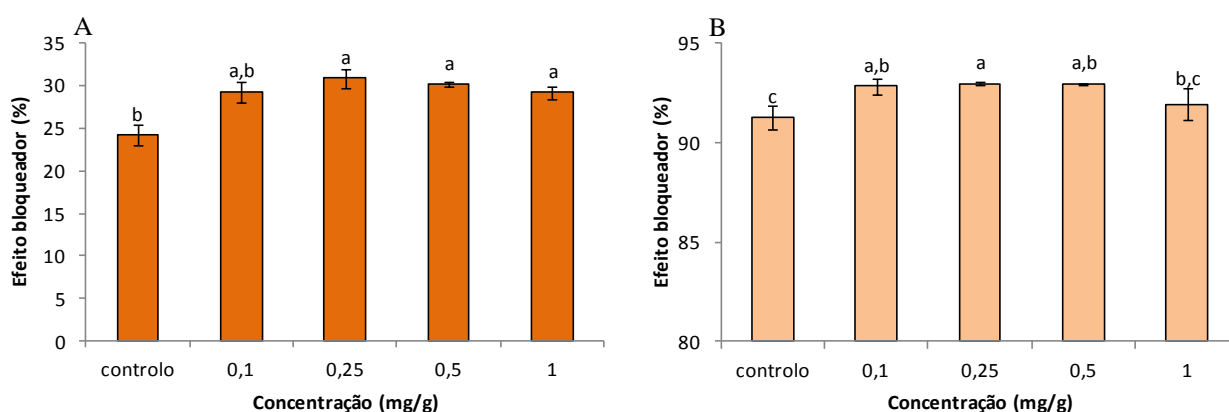 A
Efeito bloqueador (%)
35
30
25
20
15
10
5
0
b
a,b
a
a
a
controlo
0,1
0,25
0,5
1
Concentração (mg/g)
B
Efeito bloqueador (%)
95
90
85
80
c
a,b
a
a,b
b,c
controlo
0,1
0,25
0,5
1
Concentração (mg/g)